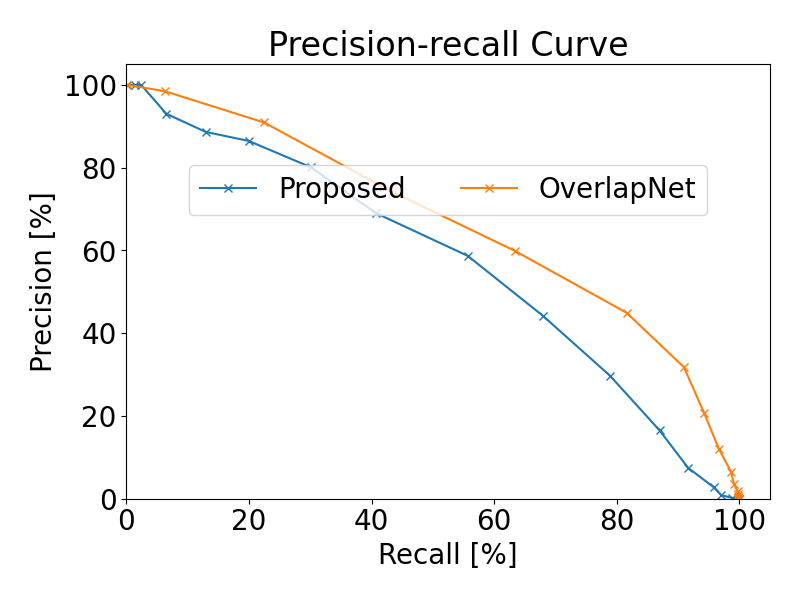 Precision-recall Curve
Precision [%]
100
80
60
40
20
0
Proposed
OverlapNet
0 20 40 60 80 100
Recall [%]